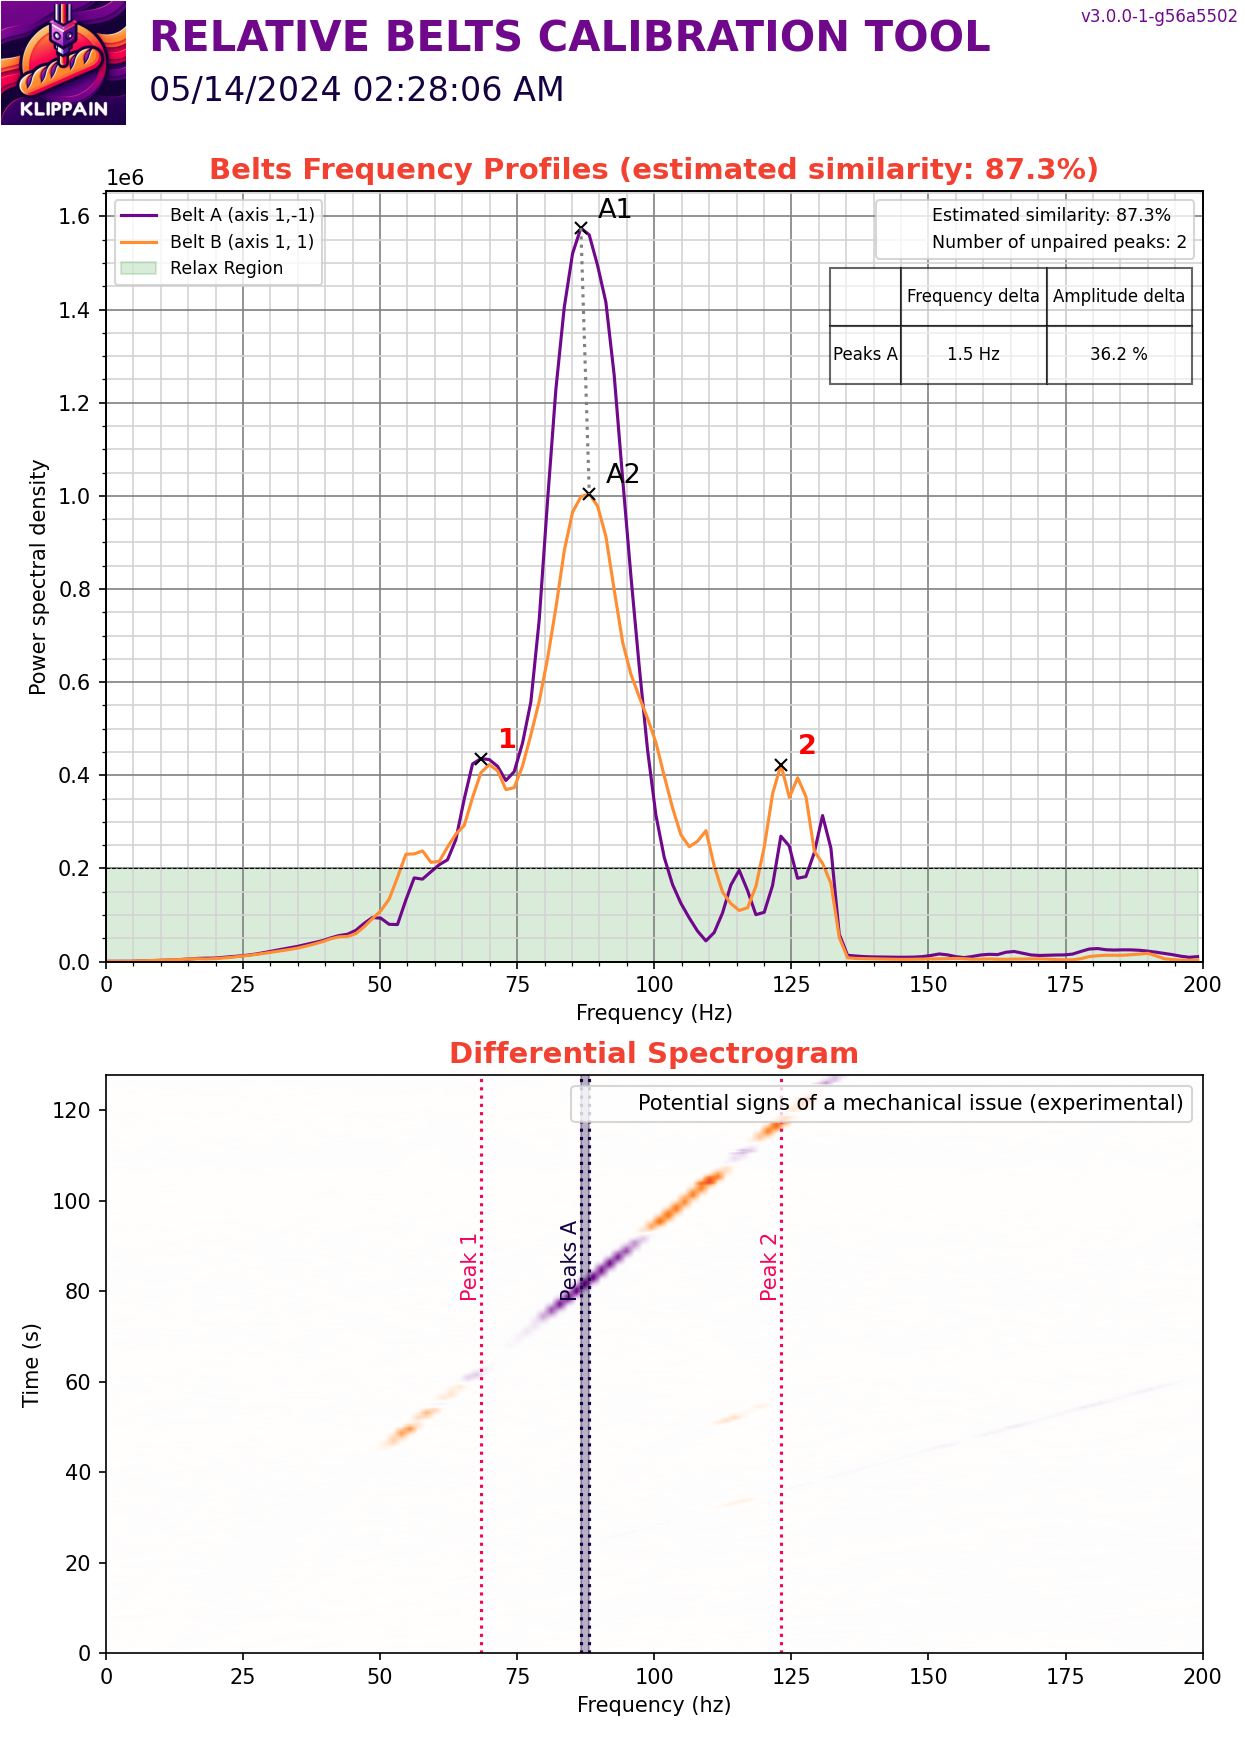 v3.0.0-1-g56a5502
RELATIVE BELTS CALIBRATION TOOL
05/14/2024 02:28:06 AM
KLIPPAIN
Belts Frequency Profiles (estimated similarity: 87.3%)
1e6
Belt A (axis 1,-1)
Belt B (axis 1, 1)
Relax Region
Estimated similarity: 87.3%
Number of unpaired peaks: 2
Frequency delta Amplitude delta
Peaks A 1.5 Hz 36.2 %
A1
A2
1
2
Power spectral density
1.6
1.4
1.2
1.0
0.8
0.6
0.4
0.2
0.0
0 25 50 75 100 125 150 175 200
Frequency (Hz)
Differential Spectrogram
Potential signs of a mechanical issue (experimental)
Peak 1
Peaks A
Peak 2
Time (s)
120
100
80
60
40
20
0
0 25 50 75 100 125 150 175 200
Frequency (hz)